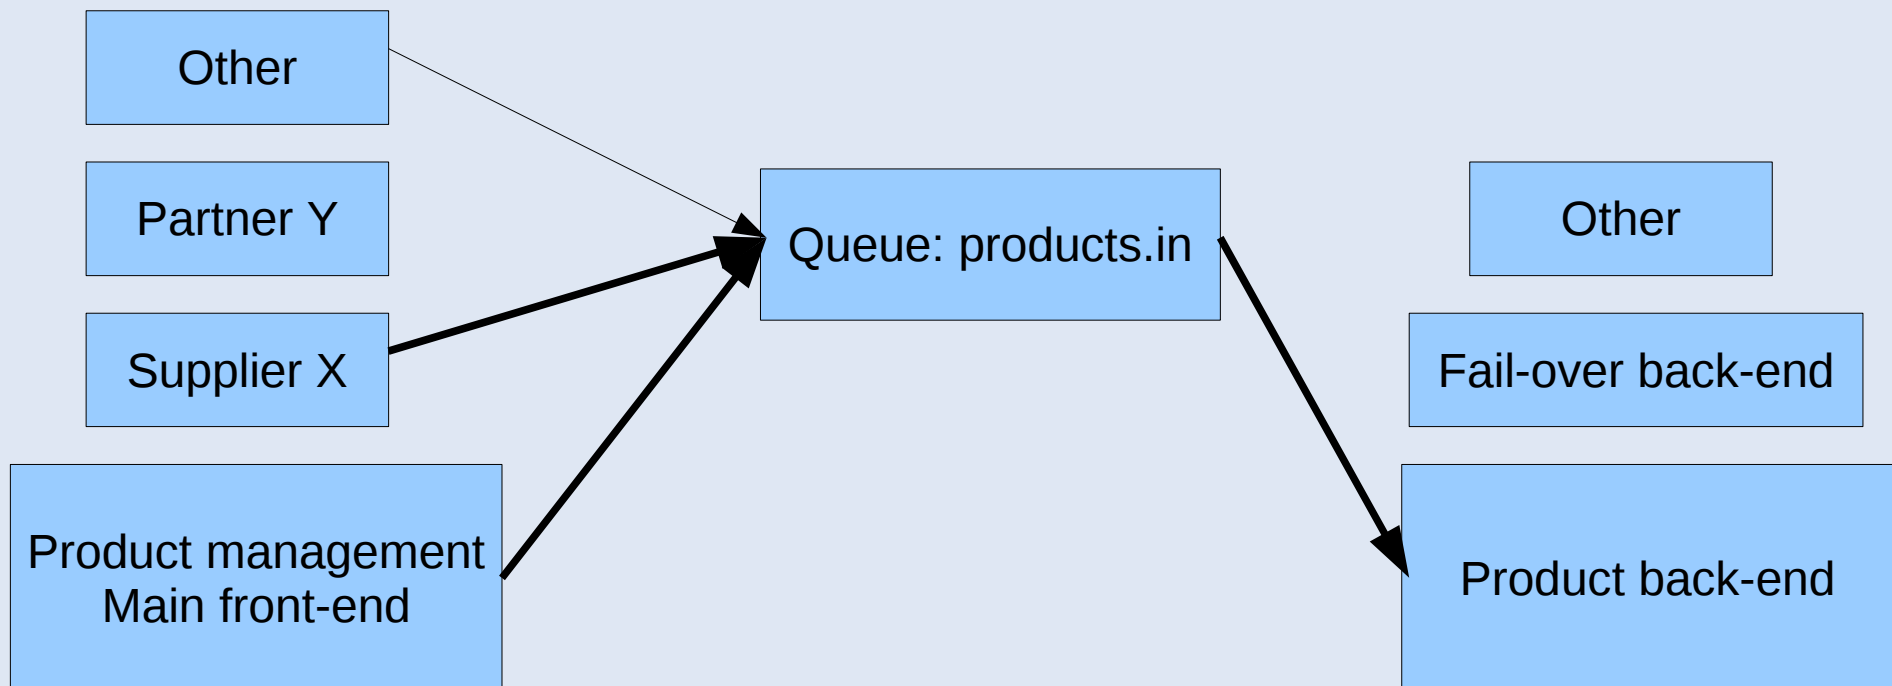 Other
Partner Y
Supplier X
Product management
Main front-end
Queue: products.in
Other
Fail-over back-end
Product back-end